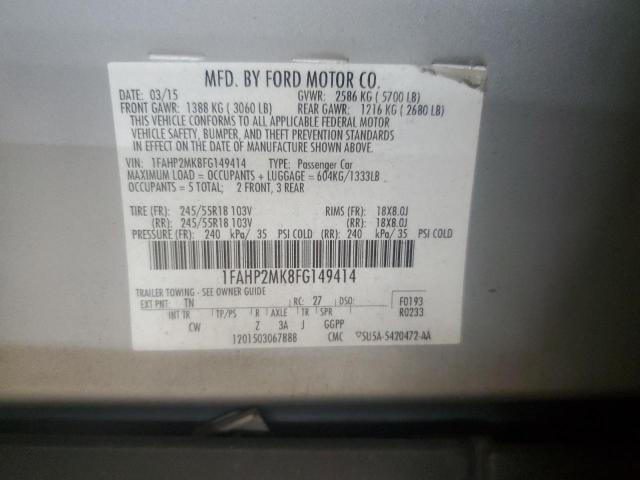 MFD. BY FORD MOTOR CO.
DATE: 03/15 GVWR: 2586 KG ( 5700 LB)
FRONT GAWR: 1388 KG ( 3060 LB) REAR GAWR: 1216 KG ( 2680 LB)
THIS VEHICLE CONFORMS TO ALL APPLICABLE FEDERAL MOTOR
VEHICLE SAFETY, BUMPER, AND THEFT PREVENTION STANDARDS
IN EFFECT ON THE DATE OF MANUFACTURE SHOWN ABOVE.
VIN: 1FAHP2MK8FG149414 TYPE: Passenger Car
MAXIMUM LOAD = OCCUPANTS + LUGGAGE = 604KG/1333LB
OCCUPANTS = 5 TOTAL; 2 FRONT, 3 REAR
TIRE (FR): 245/55R18 103V RIMS (FR): 18X8.0J
(RR): 245/55R18 103V (RR): 18X8.0J
PRESSURE (FR): 240 kPa/ 35 PSI COLD (RR): 240 kPa/ 35 PSI COLD
1FAHP2MK8FG149414
TRAILER TOWING - SEE OWNER GUIDE
EXT PNT: TN RC: 27 DSO: F0193
INT TR TP/PS R AXLE TR SPR R0233
CW Z 3A J GGPP
1201503067888 CMC SU5A-5420472-AA